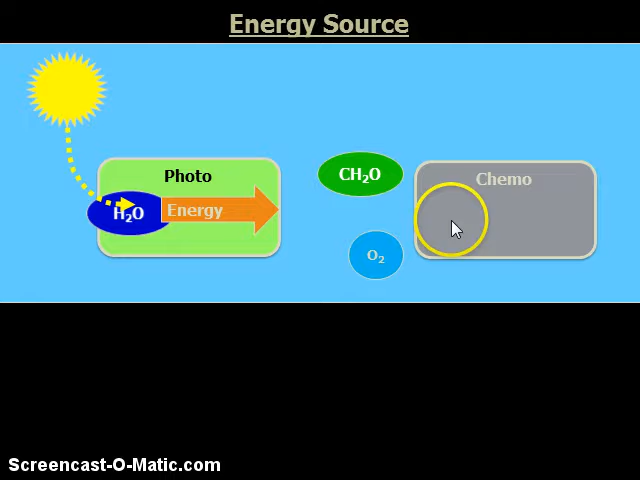 Energy Source
Photo
H₂O
Energy
CH₂O
O₂
Chemo
Screencast-O-Matic.com